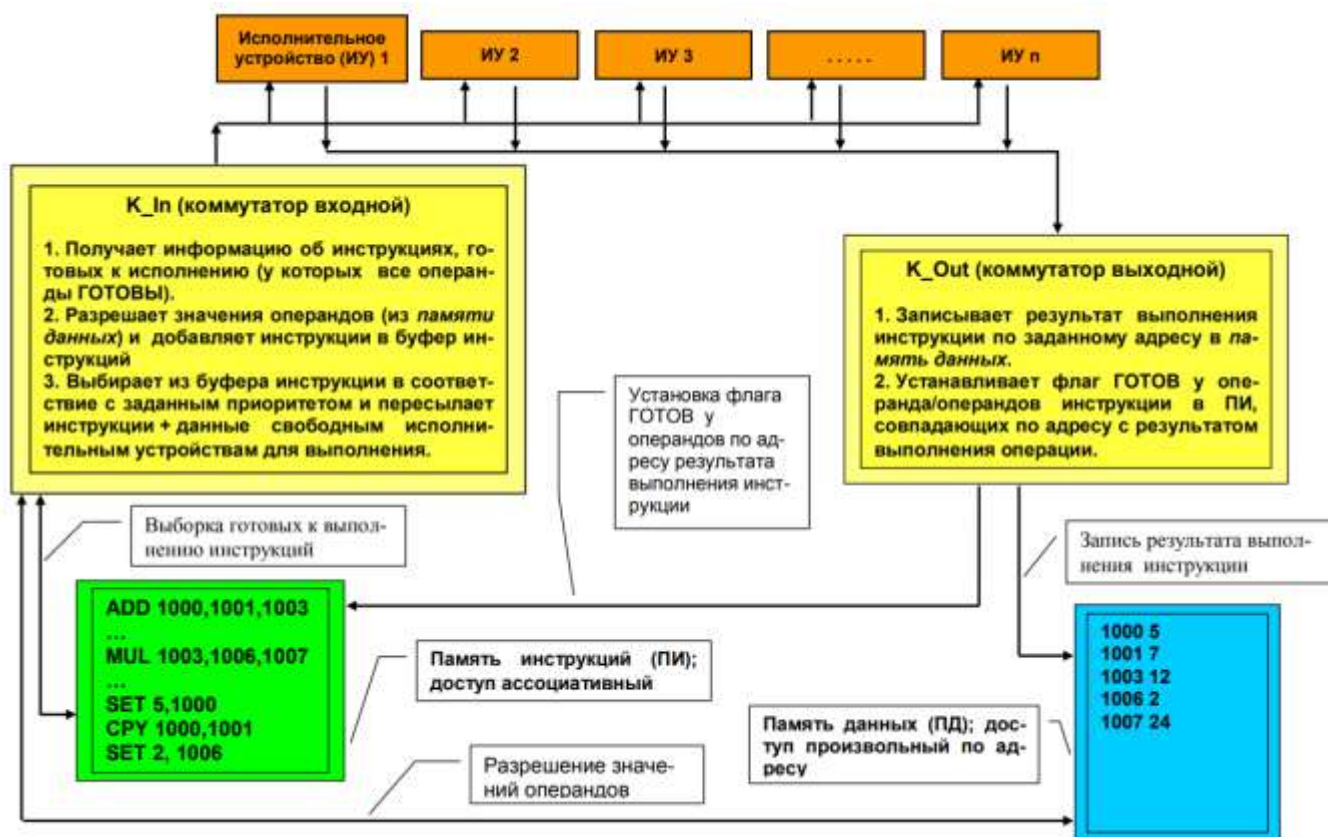 Исполнительное
устройство (ИУ) 1
ИУ 2
ИУ 3
. . . . .
ИУ n
K_In (коммутатор входной)
1. Получает информацию об инструкциях, го-
товых к исполнению (у которых все операн-
ды ГОТОВЫ).
2. Разрешает значения операндов (из памяти
данных) и добавляет инструкции в буфер ин-
струкций
3. Выбирает из буфера инструкции в соответ-
ствие с заданным приоритетом и пересылает
инструкции + данные свободным исполни-
тельным устройствам для выполнения.
K_Out (коммутатор выходной)
1. Записывает результат выполнения
инструкции по заданному адресу в па-
мять данных.
2. Устанавливает флаг ГОТОВ у опе-
ранда/операндов инструкции в ПИ,
совпадающих по адресу с результатом
выполнения операции.
Установка флага
ГОТОВ у
операндов по ад-
ресу результата
выполнения инст-
рукции
Выборка готовых к выпол-
нению инструкций
Запись результата выпол-
нения инструкции
ADD 1000,1001,1003
...
MUL 1003,1006,1007
...
SET 5,1000
CPY 1000,1001
SET 2, 1006
Память инструкций (ПИ);
доступ ассоциативный
1000 5
1001 7
1003 12
1006 2
1007 24
Память данных (ПД); дос-
туп произвольный по ад-
ресу
Разрешение значе-
ний операндов